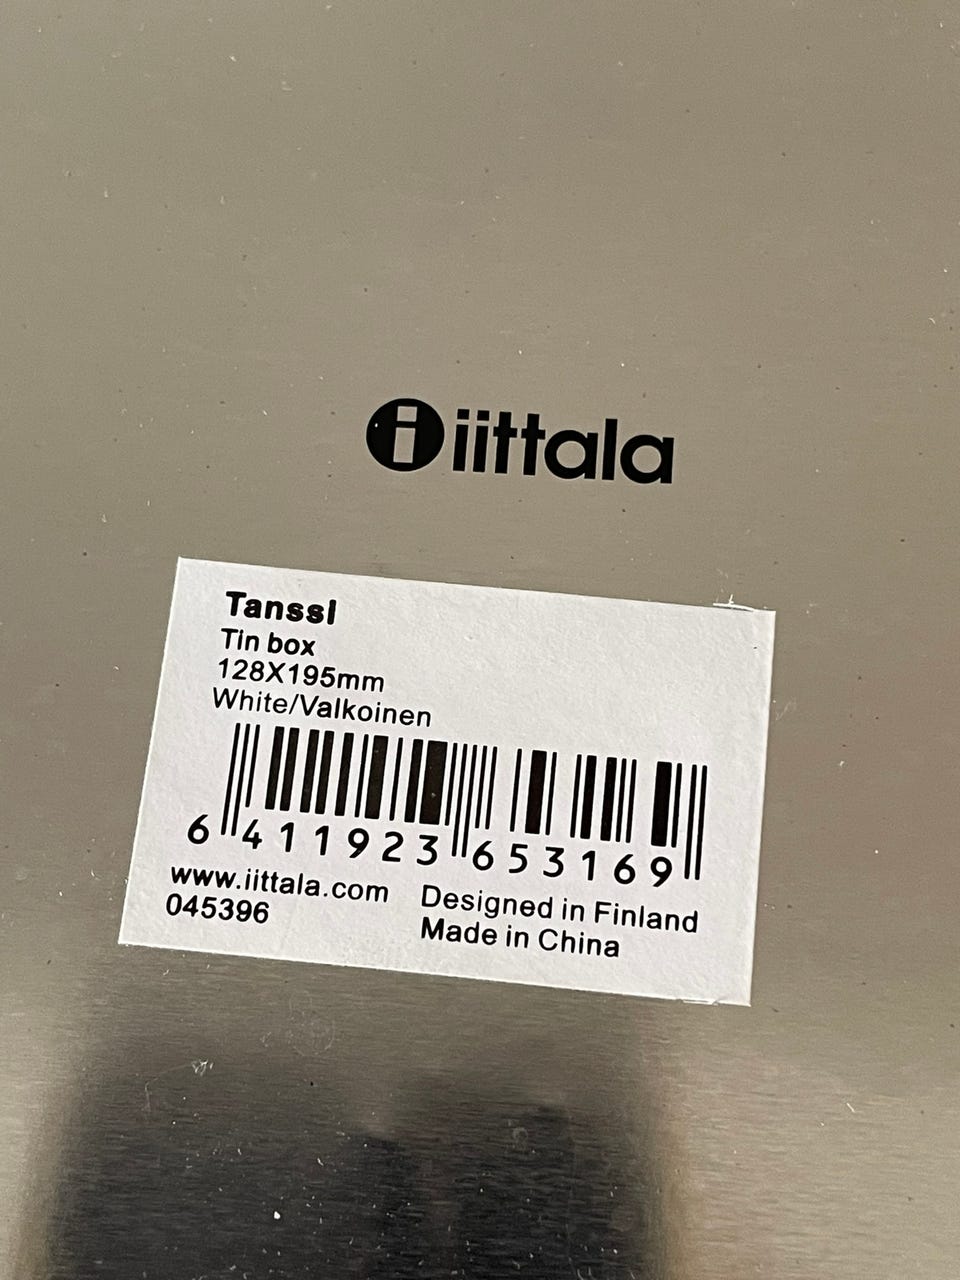 iittala
Tanssi
Tin box
128X195mm
White/Valkoinen
6 411923 653169
www.iittala.com
045396
Designed in Finland
Made in China